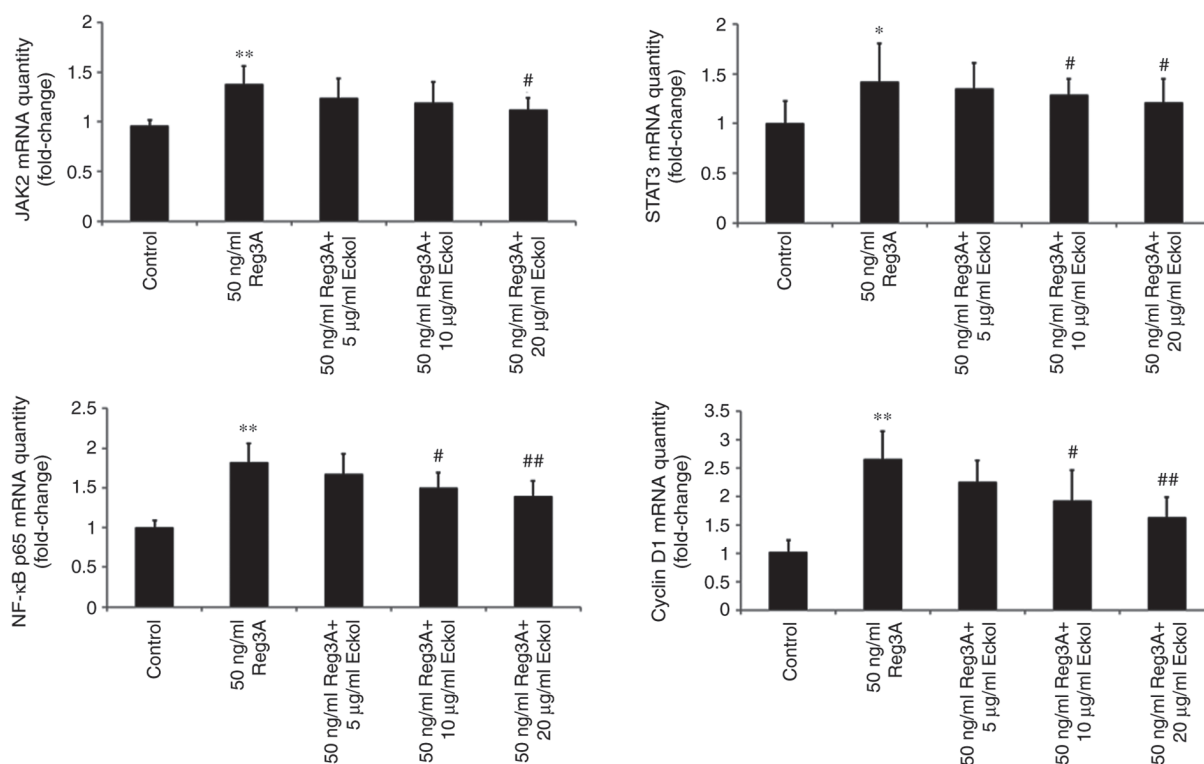 JAK2 mRNA quantity
(fold-change)
2
1.5
1
0.5
0
**
#
Control
50 ng/ml
Reg3A
50 ng/ml Reg3A+
5 μg/ml Eckol
50 ng/ml Reg3A+
10 μg/ml Eckol
50 ng/ml Reg3A+
20 μg/ml Eckol
STAT3 mRNA quantity
(fold-change)
2
1.5
1
0.5
0
*
#
#
Control
50 ng/ml
Reg3A
50 ng/ml Reg3A+
5 μg/ml Eckol
50 ng/ml Reg3A+
10 μg/ml Eckol
50 ng/ml Reg3A+
20 μg/ml Eckol
NF-κB p65 mRNA quantity
(fold-change)
2.5
2
1.5
1
0.5
0
**
#
##
Control
50 ng/ml
Reg3A
50 ng/ml Reg3A+
5 μg/ml Eckol
50 ng/ml Reg3A+
10 μg/ml Eckol
50 ng/ml Reg3A+
20 μg/ml Eckol
Cyclin D1 mRNA quantity
(fold-change)
3.5
3
2.5
2
1.5
1
0.5
0
**
#
##
Control
50 ng/ml
Reg3A
50 ng/ml Reg3A+
5 μg/ml Eckol
50 ng/ml Reg3A+
10 μg/ml Eckol
50 ng/ml Reg3A+
20 μg/ml Eckol